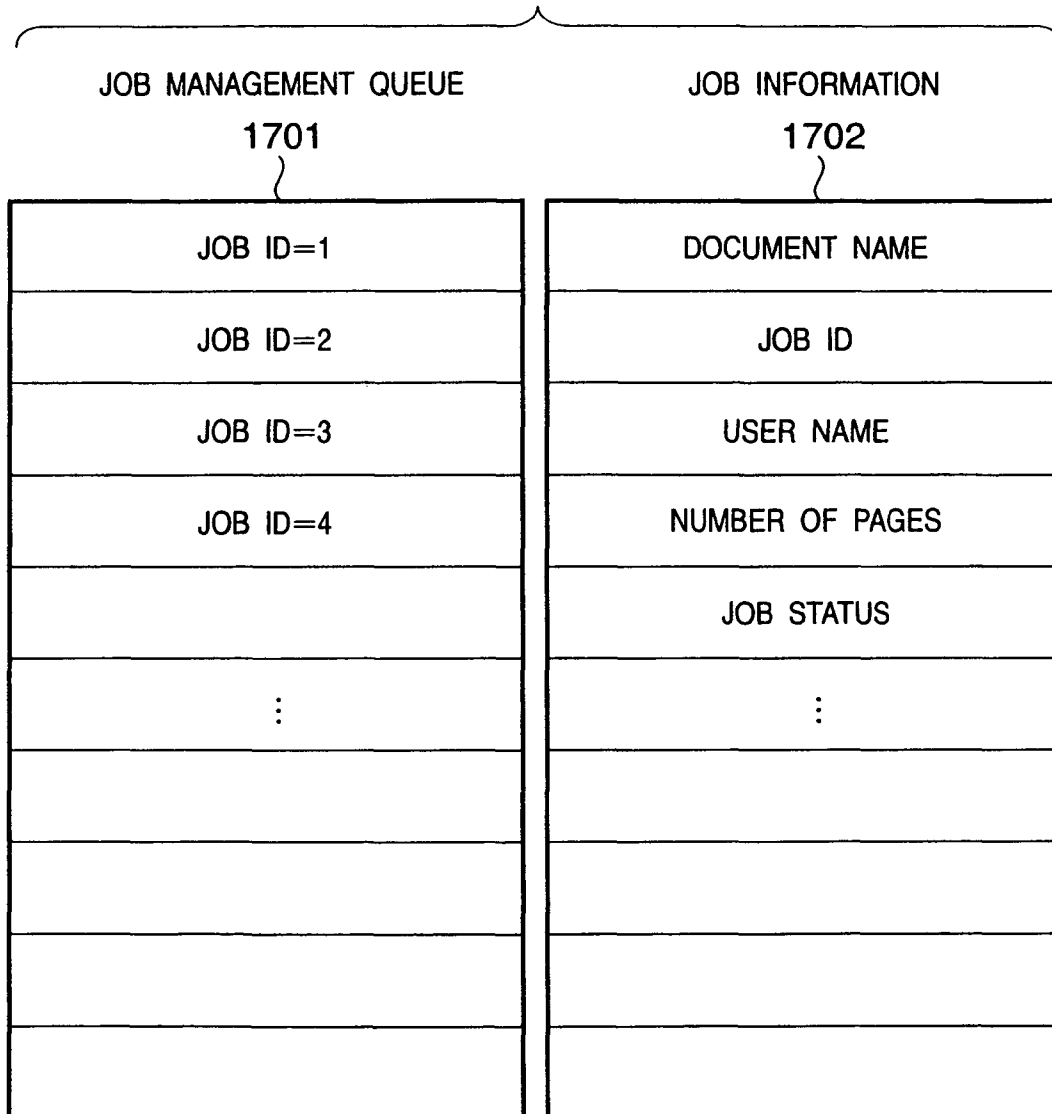 JOB MANAGEMENT QUEUE
1701
JOB ID=1
JOB ID=2
JOB ID=3
JOB ID=4
⋮
JOB INFORMATION
1702
DOCUMENT NAME
JOB ID
USER NAME
NUMBER OF PAGES
JOB STATUS
⋮